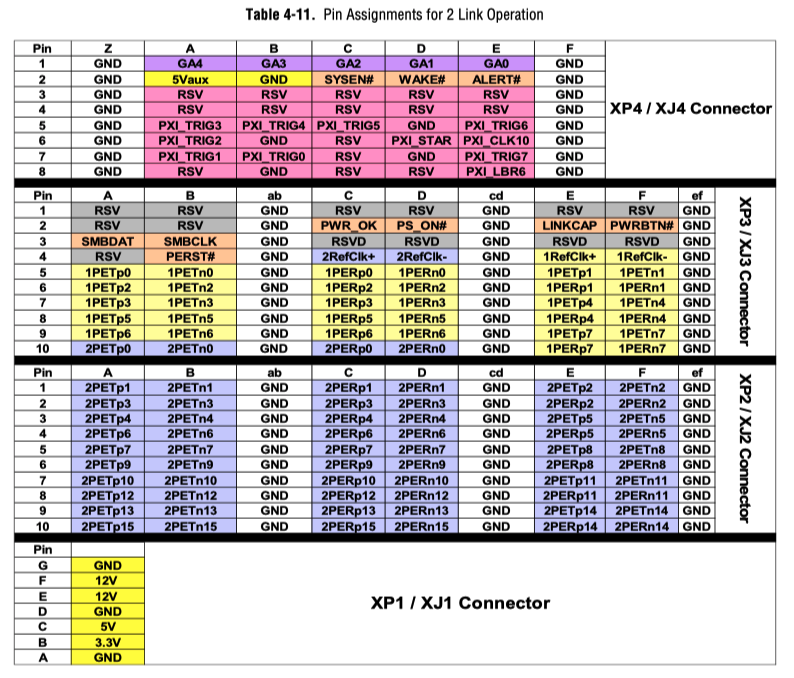 Table 4-11. Pin Assignments for 2 Link Operation
Pin Z A B C D E F
1 GND GA4 GA3 GA2 GA1 GA0 GND
2 GND 5Vaux GND SYSEN# WAKE# ALERT# GND
3 GND RSV RSV RSV RSV RSV GND
4 GND RSV RSV RSV RSV RSV GND
5 GND PXI_TRIG3 PXI_TRIG4 PXI_TRIG5 GND PXI_TRIG6 GND
6 GND PXI_TRIG2 GND RSV PXI_STAR PXI_CLK10 GND
7 GND PXI_TRIG1 PXI_TRIG0 RSV GND PXI_TRIG7 GND
8 GND RSV GND RSV RSV PXI_LBR6 GND
XP4 / XJ4 Connector
Pin A B ab C D cd E F ef
1 RSV RSV GND RSV RSV GND RSV RSV GND
2 RSV RSV GND PWR_OK PS_ON# GND LINKCAP PWRBTN# GND
3 SMBDAT SMBCLK GND RSVD RSVD GND RSVD RSVD GND
4 RSV PERST# GND 2RefClk+ 2RefClk- GND 1RefClk+ 1RefClk- GND
5 1PETp0 1PETn0 GND 1PERp0 1PERn0 GND 1PETp1 1PETn1 GND
6 1PETp2 1PETn2 GND 1PERp2 1PERn2 GND 1PERp1 1PERn1 GND
7 1PETp3 1PETn3 GND 1PERp3 1PERn3 GND 1PETp4 1PETn4 GND
8 1PETp5 1PETn5 GND 1PERp5 1PERn5 GND 1PERp4 1PERn4 GND
9 1PETp6 1PETn6 GND 1PERp6 1PERn6 GND 1PETp7 1PETn7 GND
10 2PETp0 2PETn0 GND 2PERp0 2PERn0 GND 1PERp7 1PERn7 GND
XP3 / XJ3 Connector
Pin A B ab C D cd E F ef
1 2PETp1 2PETn1 GND 2PERp1 2PERn1 GND 2PETp2 2PETn2 GND
2 2PETp3 2PETn3 GND 2PERp3 2PERn3 GND 2PERp2 2PERn2 GND
3 2PETp4 2PETn4 GND 2PERp4 2PERn4 GND 2PETp5 2PETn5 GND
4 2PETp6 2PETn6 GND 2PERp6 2PERn6 GND 2PERp5 2PERn5 GND
5 2PETp7 2PETn7 GND 2PERp7 2PERn7 GND 2PETp8 2PETn8 GND
6 2PETp9 2PETn9 GND 2PERp9 2PERn9 GND 2PERp8 2PERn8 GND
7 2PETp10 2PETn10 GND 2PERp10 2PERn10 GND 2PETp11 2PETn11 GND
8 2PETp12 2PETn12 GND 2PERp12 2PERn12 GND 2PERp11 2PERn11 GND
9 2PETp13 2PETn13 GND 2PERp13 2PERn13 GND 2PETp14 2PETn14 GND
10 2PETp15 2PETn15 GND 2PERp15 2PERn15 GND 2PERp14 2PERn14 GND
XP2 / XJ2 Connector
Pin
G GND
F 12V
E 12V
D GND
C 5V
B 3.3V
A GND
XP1 / XJ1 Connector